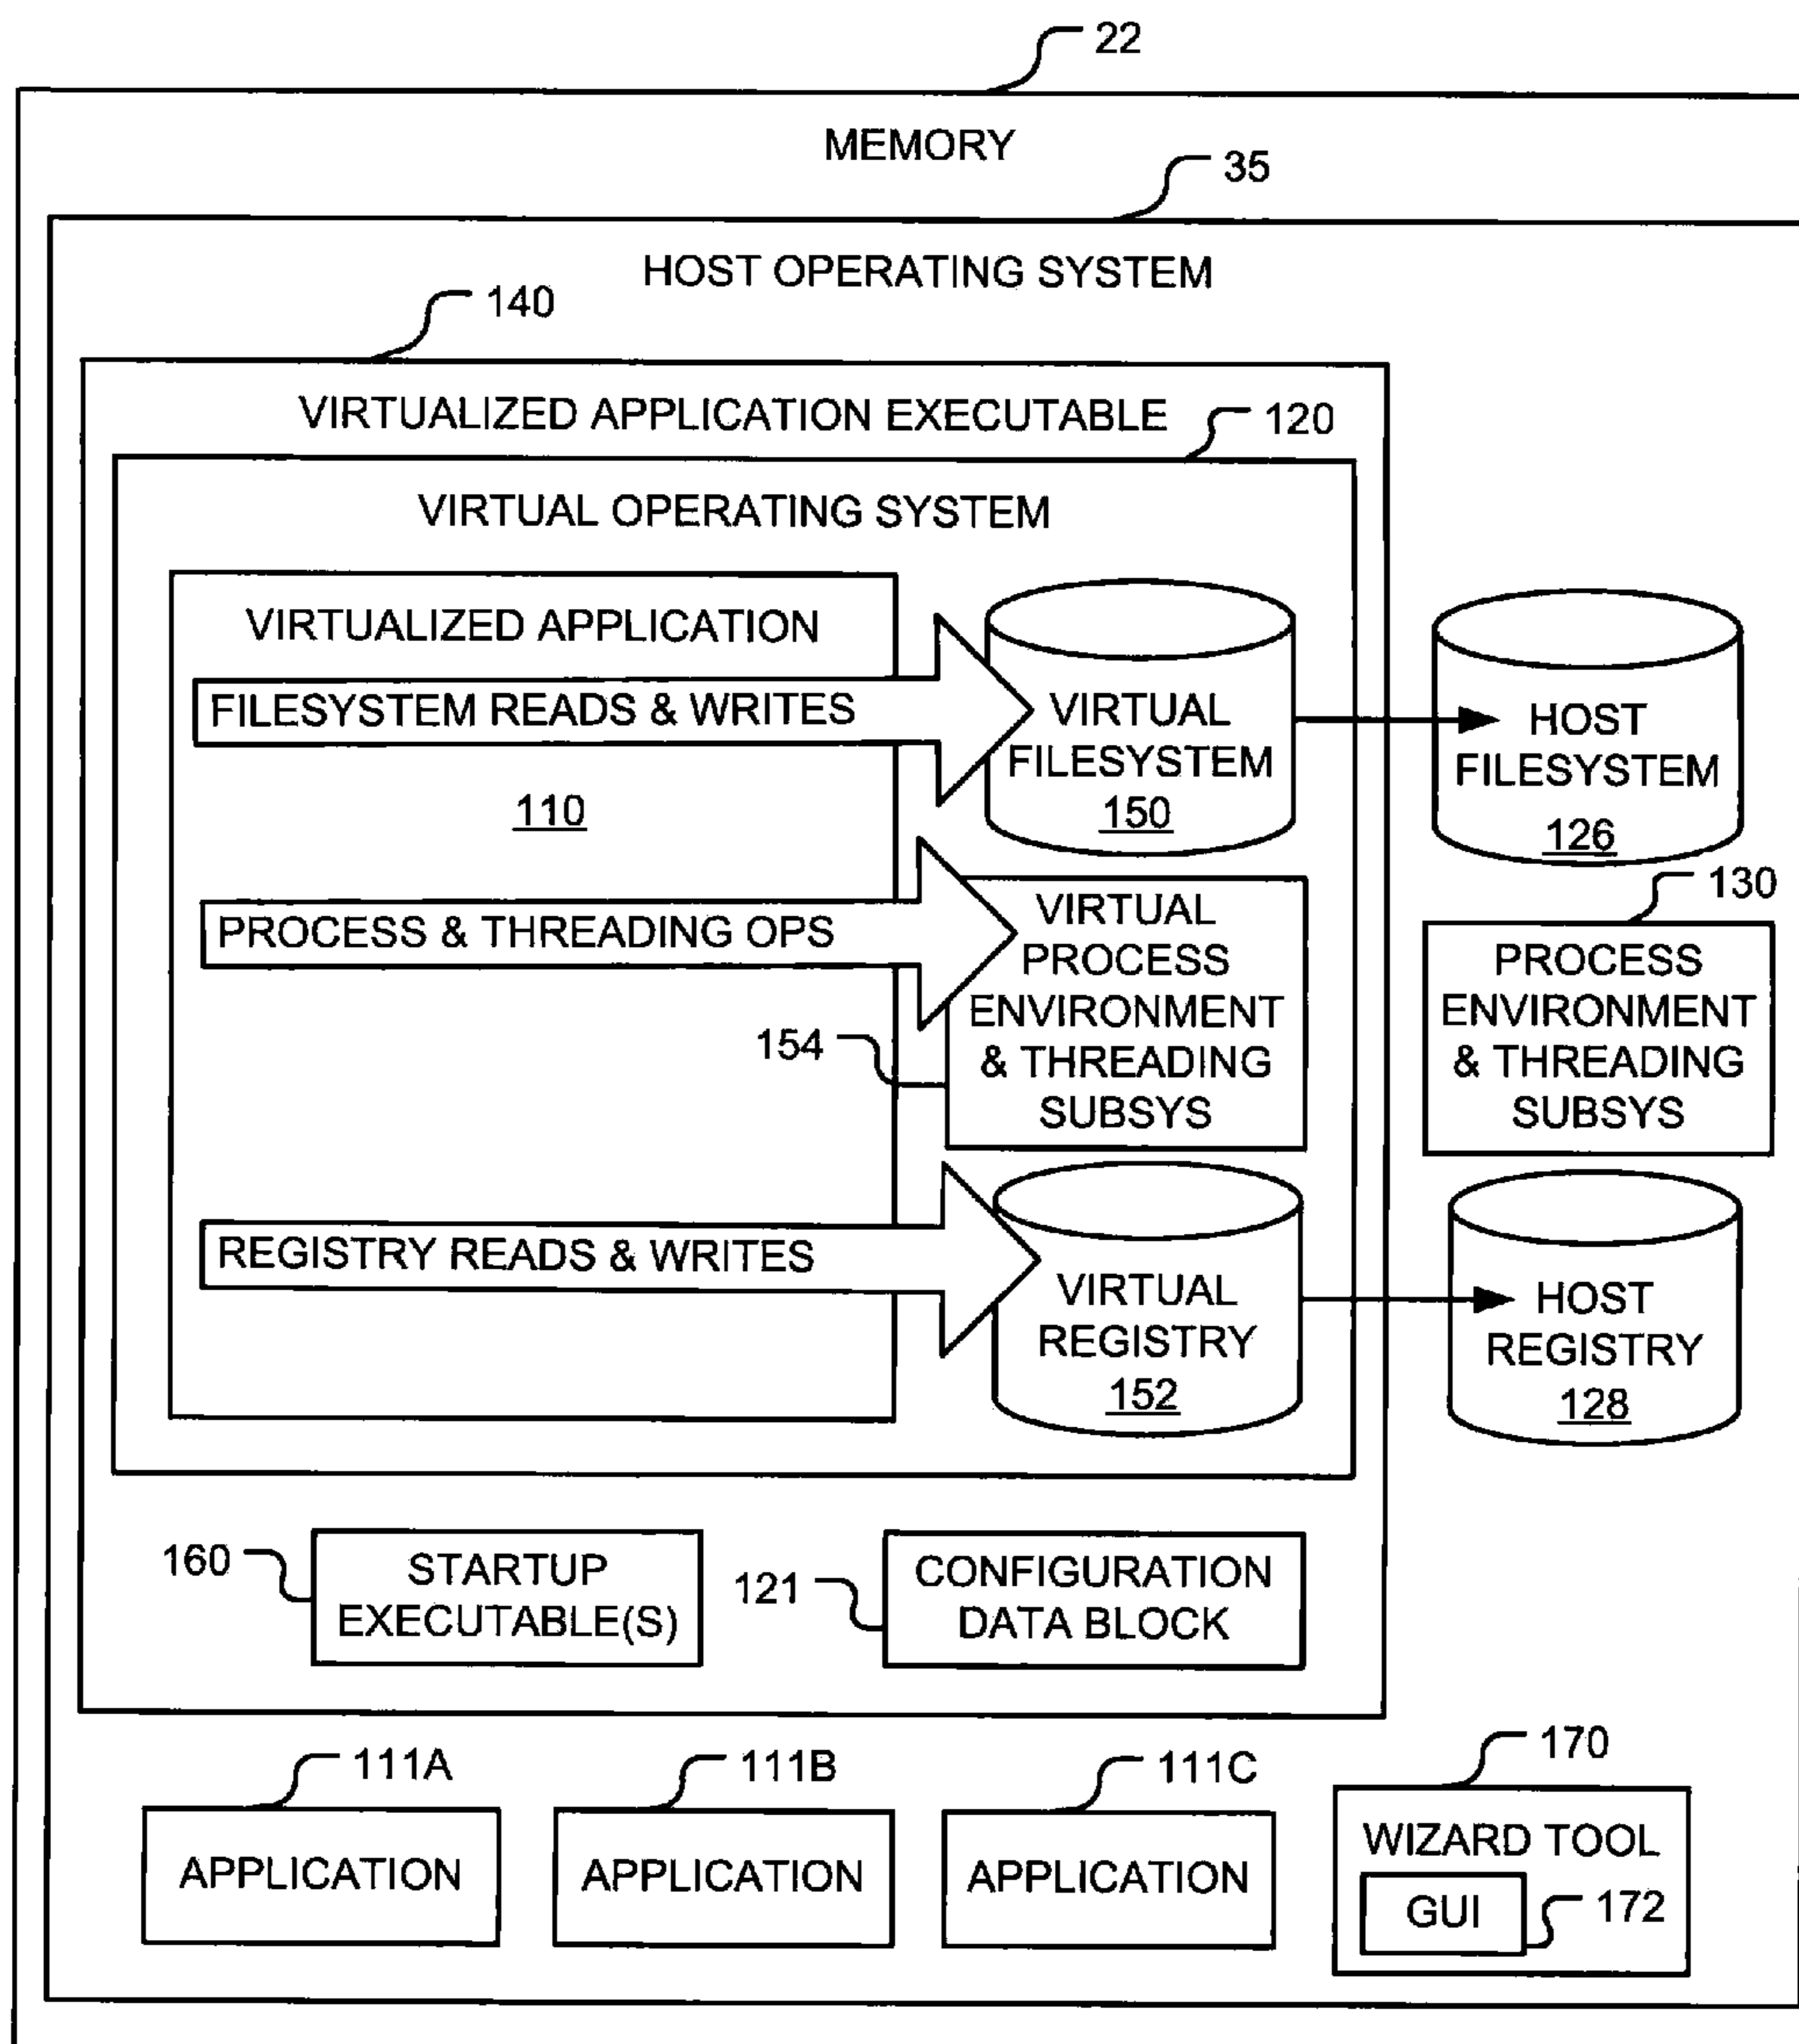 22
MEMORY
35
HOST OPERATING SYSTEM
140
VIRTUALIZED APPLICATION EXECUTABLE
120
VIRTUAL OPERATING SYSTEM
VIRTUALIZED APPLICATION
FILESYSTEM READS & WRITES
110
VIRTUAL
FILESYSTEM
150
HOST
FILESYSTEM
126
PROCESS & THREADING OPS
154
VIRTUAL
PROCESS
ENVIRONMENT
& THREADING
SUBSYS
130
PROCESS
ENVIRONMENT
& THREADING
SUBSYS
REGISTRY READS & WRITES
VIRTUAL
REGISTRY
152
HOST
REGISTRY
128
160
STARTUP
EXECUTABLE(S)
121
CONFIGURATION
DATA BLOCK
111A
APPLICATION
111B
APPLICATION
111C
APPLICATION
170
WIZARD TOOL
GUI
172